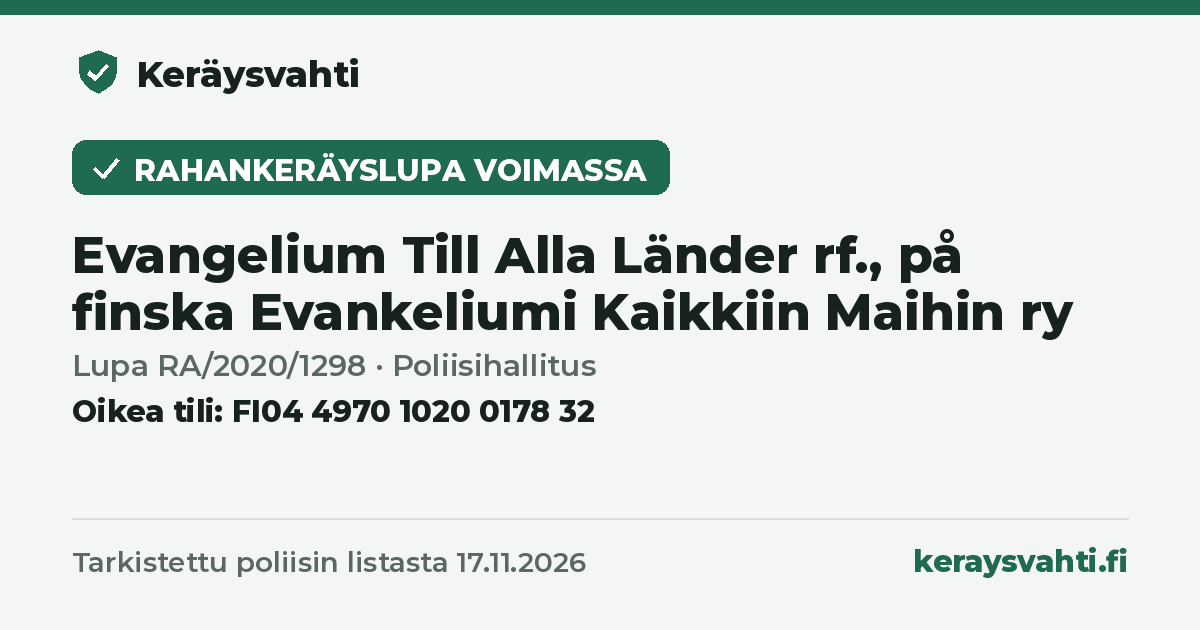 Keräysvahti
RAHANKERÄYSLUPA VOIMASSA
Evangelium Till Alla Länder rf., på
finska Evankeliumi Kaikkiin Maihin ry
Lupa RA/2020/1298 · Poliisihallitus
Oikea tili: FI04 4970 1020 0178 32
Tarkistettu poliisin listasta 17.11.2026
keraysvahti.fi